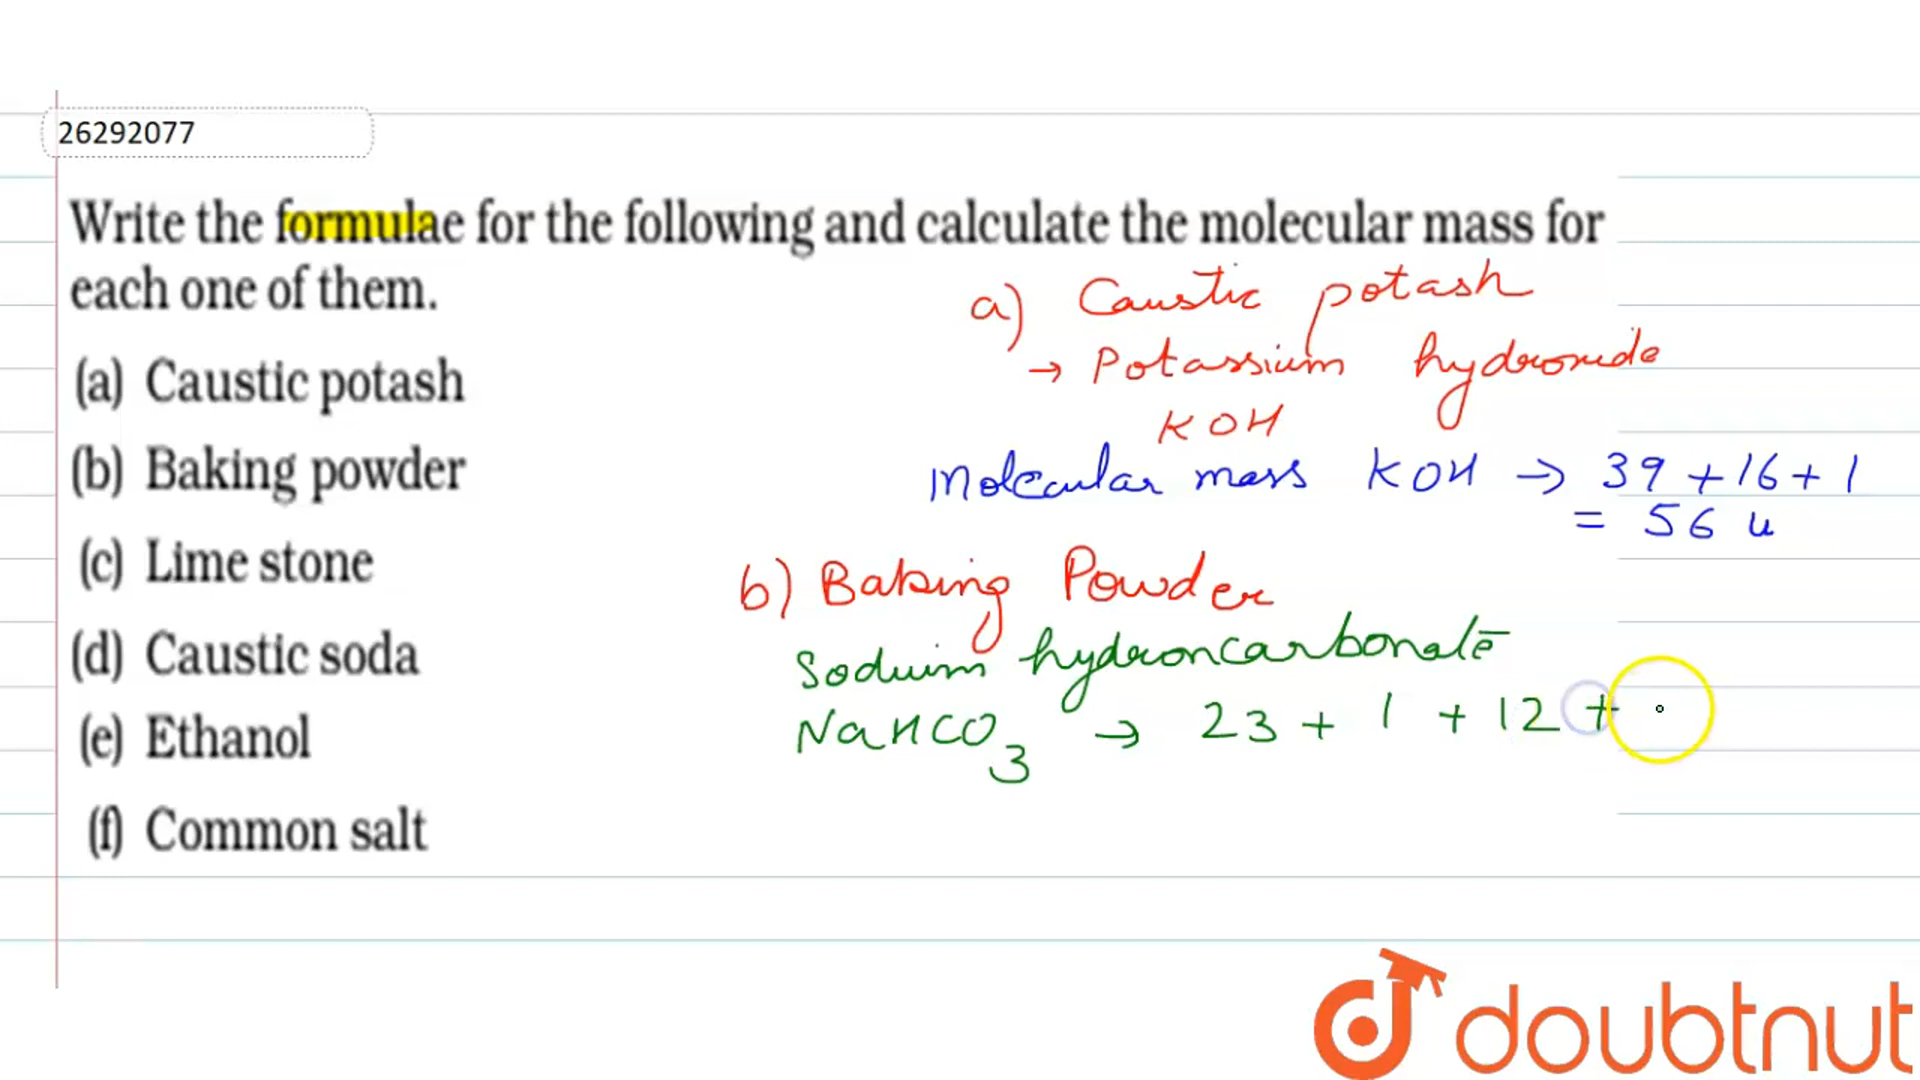 26292077
Write the formulae for the following and calculate the molecular mass for
each one of them.
(a) Caustic potash
(b) Baking powder
(c) Lime stone
(d) Caustic soda
(e) Ethanol
(f) Common salt
a) Caustic potash
→ Potassium hydroxide
KOH
Molecular mass KOH → 39 + 16 + 1
= 56 u
b) Baking Powder
Sodium hydroncarbonate
NaHCO3 → 23 + 1 + 12 +
doubtnut